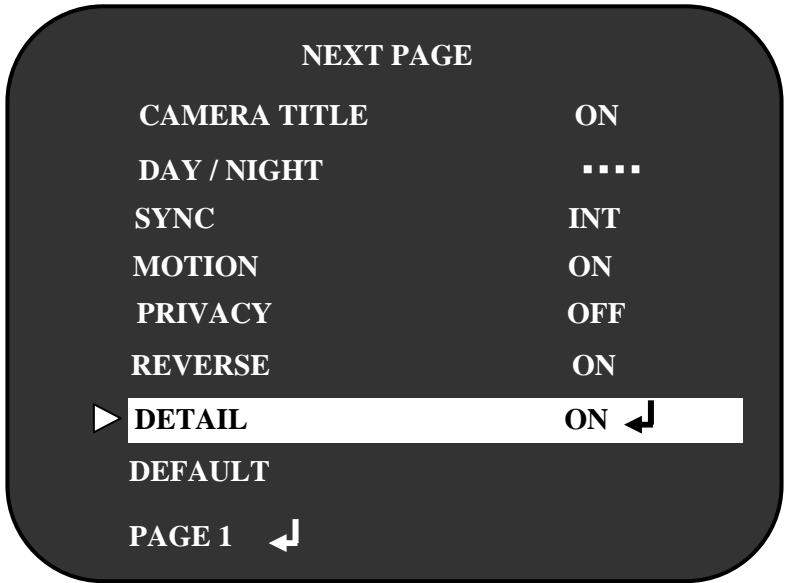 NEXT PAGE
CAMERA TITLE ON
DAY / NIGHT ▪▪▪▪
SYNC INT
MOTION ON
PRIVACY OFF
REVERSE ON
DETAIL ON ↲
DEFAULT
PAGE 1 ↲